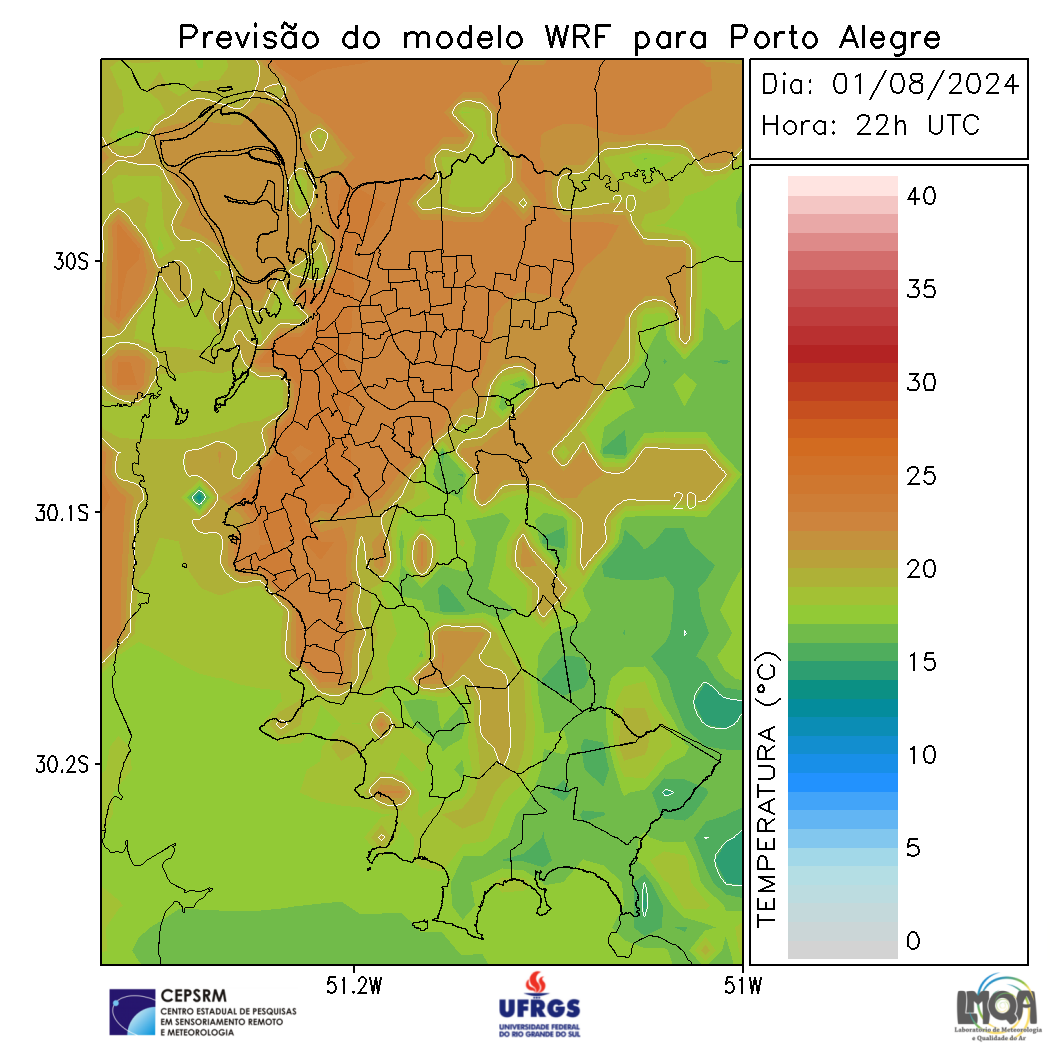 Previsão do modelo WRF para Porto Alegre
Dia: 01/08/2024
Hora: 22h UTC
30S
30.1S
30.2S
51.2W
51W
20
20
TEMPERATURA (°C)
40
35
30
25
20
15
10
5
0
CEPSRM
CENTRO ESTADUAL DE PESQUISAS
EM SENSORIAMENTO REMOTO
E METEOROLOGIA
UFRGS
UNIVERSIDADE FEDERAL
DO RIO GRANDE DO SUL
LMQA
Laboratório de Meteorologia
e Qualidade do Ar